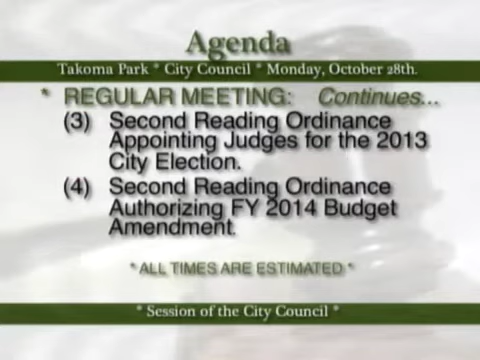 Agenda
Takoma Park * City Council * Monday, October 28th.
* REGULAR MEETING: Continues...
(3) Second Reading Ordinance
Appointing Judges for the 2013
City Election.
(4) Second Reading Ordinance
Authorizing FY 2014 Budget
Amendment.
* ALL TIMES ARE ESTIMATED *
* Session of the City Council *